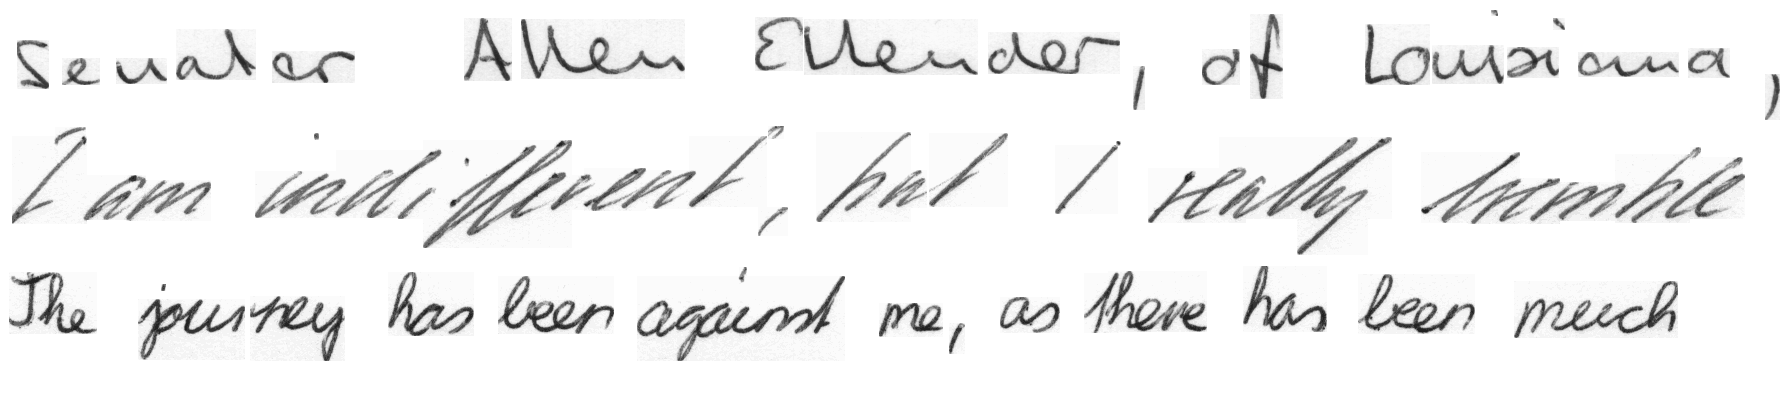 Senator Allen Ellender, of Louisiana,
I am indifferent, but I really tremble
The journey has been against me, as there has been much